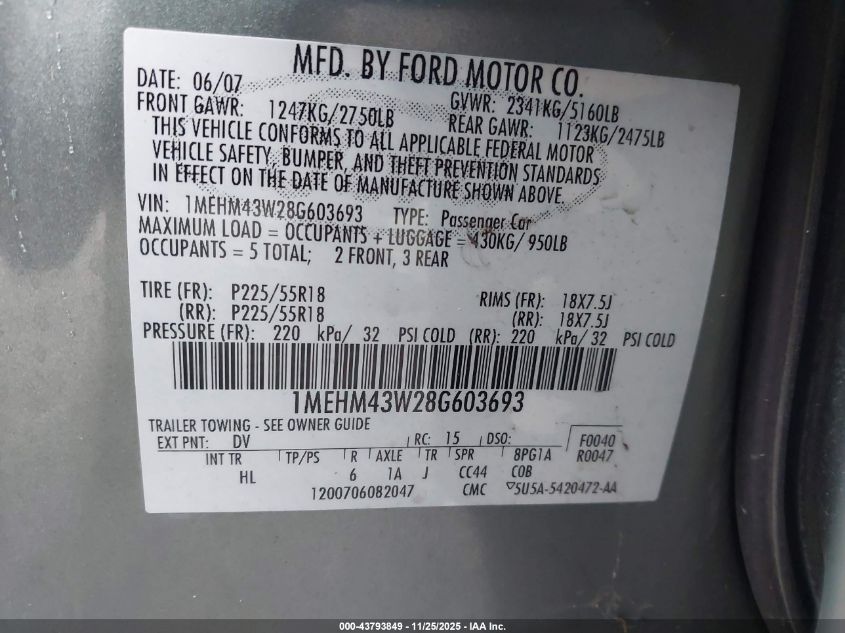 MFD. BY FORD MOTOR CO.
DATE: 06/07 GVWR: 2341KG/5160LB
FRONT GAWR: 1247KG/2750LB REAR GAWR: 1123KG/2475LB
THIS VEHICLE CONFORMS TO ALL APPLICABLE FEDERAL MOTOR
VEHICLE SAFETY, BUMPER, AND THEFT PREVENTION STANDARDS
IN EFFECT ON THE DATE OF MANUFACTURE SHOWN ABOVE.
VIN: 1MEHM43W28G603693 TYPE: Passenger Car
MAXIMUM LOAD = OCCUPANTS + LUGGAGE = 430KG/ 950LB
OCCUPANTS = 5 TOTAL; 2 FRONT, 3 REAR
TIRE (FR): P225/55R18 RIMS (FR): 18X7.5J
(RR): P225/55R18 (RR): 18X7.5J
PRESSURE (FR): 220 kPa/ 32 PSI COLD (RR): 220 kPa/ 32 PSI COLD
1MEHM43W28G603693
TRAILER TOWING - SEE OWNER GUIDE
EXT PNT: DV RC: 15 DSO: F0040
INT TR TP/PS R AXLE TR SPR 8PG1A R0047
HL 6 1A J CC44 COB
1200706082047 CMC 5U5A-5420472-AA
000-43793849 - 11/25/2025 - IAA Inc.